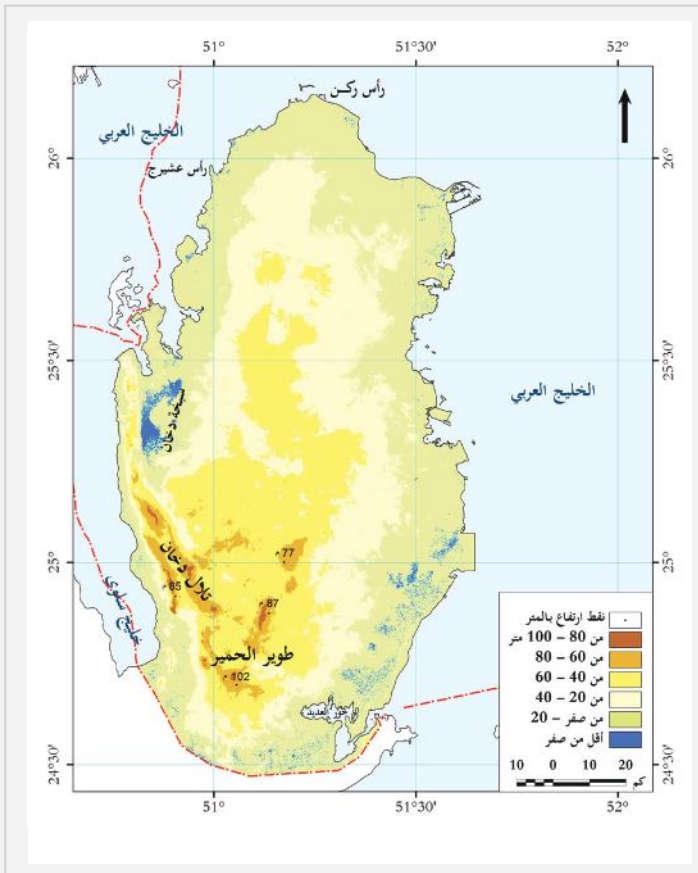 51°
51°30'
52°
رأس ركـن
الخليج العربي
26°
26°
رأس عشيرج
25°30'
25°30'
الخليج العربي
سبخة دخان
25°
25°
77
تلال دخان
85
87
خليج سلوى
طوير الحمير
102
خور العديد
24°30'
24°30'
نقط ارتفاع بالمتر
من 80 – 100 متر
من 60 – 80
من 40 – 60
من 20 – 40
من صفر – 20
أقل من صفر
10 0 10 20 كم
51°
51°30'
52°